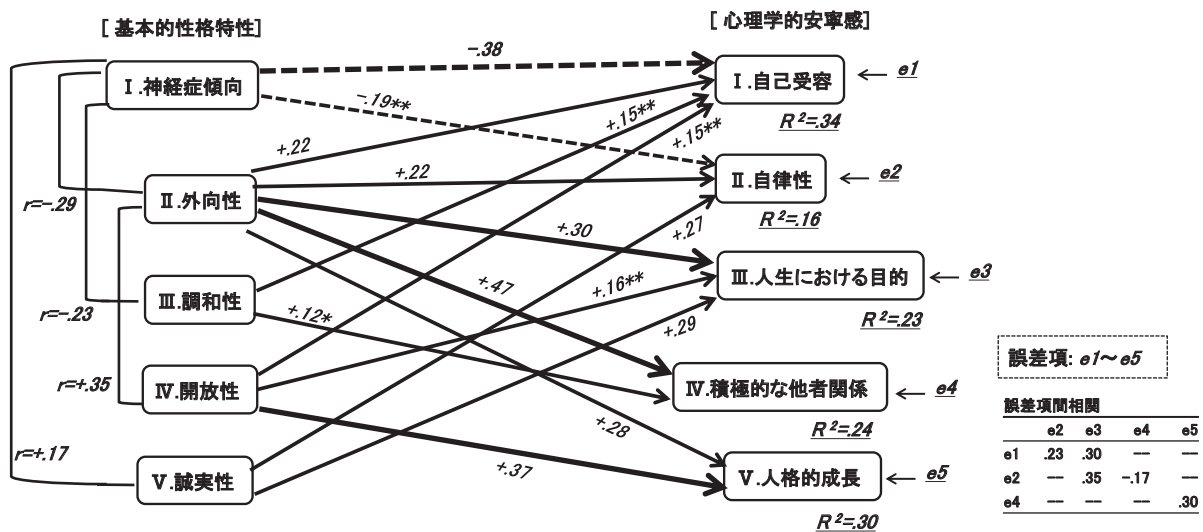 [ 基本的性格特性]
[ 心理学的安寧感]
Ⅰ.神経症傾向
Ⅱ.外向性
Ⅲ.調和性
Ⅳ.開放性
Ⅴ.誠実性
r=-.29
r=-.23
r=+.35
r=+.17
-.38
-.19**
+.22
+.15**
+.15**
+.22
+.30
+.27
+.47
+.16**
+.12*
+.29
+.28
+.37
Ⅰ.自己受容
e1
R²=.34
Ⅱ.自律性
e2
R²=.16
Ⅲ.人生における目的
e3
R²=.23
Ⅳ.積極的な他者関係
e4
R²=.24
Ⅴ.人格的成長
e5
R²=.30
誤差項: e1～e5
誤差項間相関
e2 e3 e4 e5
e1 .23 .30 -- --
e2 -- .35 -.17 --
e4 -- -- -- .30